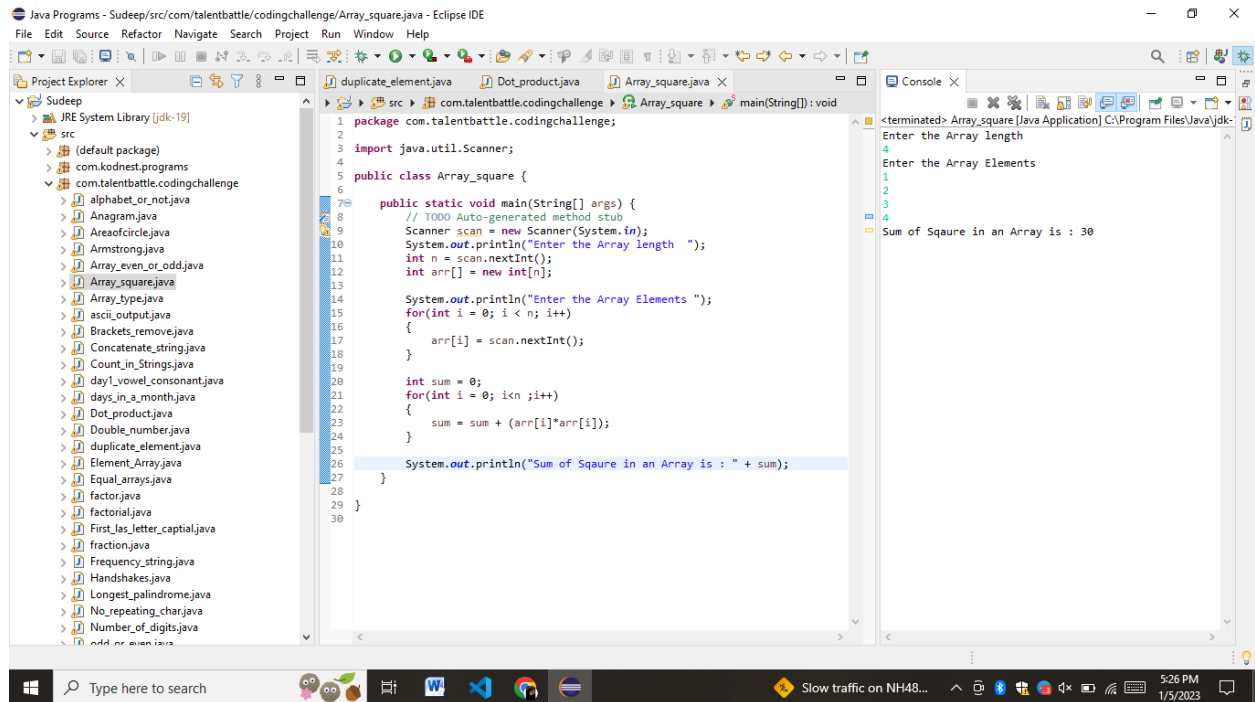 Java Programs - Sudeep/src/com/talentbattle/codingchallenge/Array_square.java - Eclipse IDE
File Edit Source Refactor Navigate Search Project Run Window Help
Project Explorer
Sudeep
JRE System Library [jdk-19]
src
(default package)
com.kodnest.programs
com.talentbattle.codingchallenge
alphabet_or_not.java
Anagram.java
Areaofcircle.java
Armstrong.java
Array_even_or_odd.java
Array_square.java
Array_type.java
ascii_output.java
Brackets_remove.java
Concatenate_string.java
Count_in_Strings.java
day1_vowel_consonant.java
days_in_a_month.java
Dot_product.java
Double_number.java
duplicate_element.java
Element_Array.java
Equal_arrays.java
factor.java
factorial.java
First_las_letter_captial.java
fraction.java
Frequency_string.java
Handshakes.java
Longest_palindrome.java
No_repeating_char.java
Number_of_digits.java
odd_or_even.java
duplicate_element.java Dot_product.java Array_square.java
src com.talentbattle.codingchallenge Array_square main(String[]) : void
1 package com.talentbattle.codingchallenge;
2
3 import java.util.Scanner;
4
5 public class Array_square {
6
7 public static void main(String[] args) {
8 // TODO Auto-generated method stub
9 Scanner scan = new Scanner(System.in);
10 System.out.println("Enter the Array length  ");
11 int n = scan.nextInt();
12 int arr[] = new int[n];
13
14 System.out.println("Enter the Array Elements ");
15 for(int i = 0; i < n; i++)
16 {
17 arr[i] = scan.nextInt();
18 }
19
20 int sum = 0;
21 for(int i = 0; i<n ;i++)
22 {
23 sum = sum + (arr[i]*arr[i]);
24 }
25
26 System.out.println("Sum of Sqaure in an Array is : " + sum);
27 }
28
29 }
30
Console
<terminated> Array_square [Java Application] C:\Program Files\Java\jdk-
Enter the Array length
4
Enter the Array Elements
1
2
3
4
Sum of Sqaure in an Array is : 30
Type here to search
Slow traffic on NH48...
5:26 PM
1/5/2023